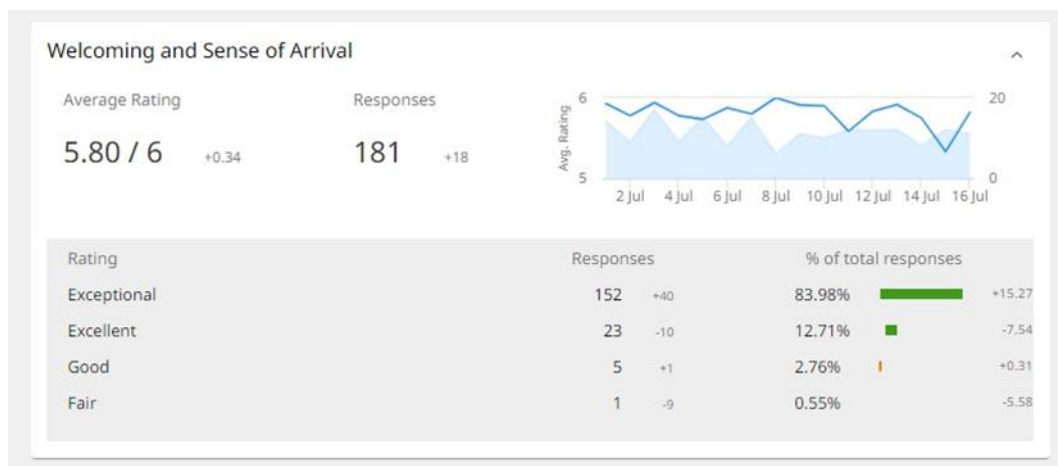 Welcoming and Sense of Arrival
Average Rating
Responses
5.80 / 6 +0.34
181 +18
Avg. Rating
6
5
20
0
2 Jul 4 Jul 6 Jul 8 Jul 10 Jul 12 Jul 14 Jul 16 Jul
Rating Responses % of total responses
Exceptional 152 +40 83.98% +15.27
Excellent 23 -10 12.71% -7.54
Good 5 +1 2.76% +0.31
Fair 1 -9 0.55% -5.58